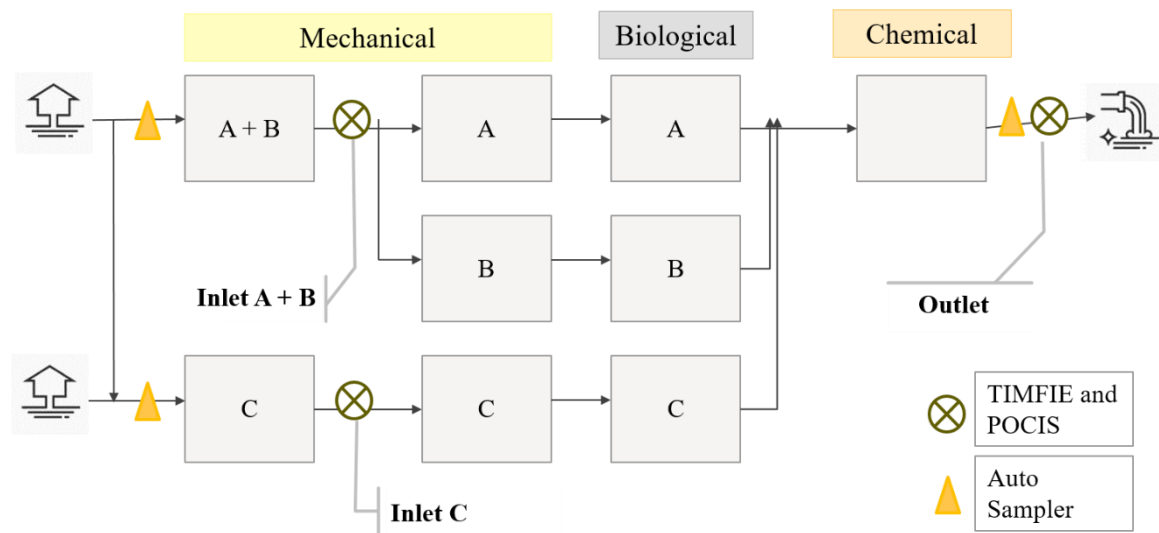 Mechanical
Biological
Chemical
A + B
A
A
B
B
Inlet A + B
Outlet
C
C
C
Inlet C
TIMFIE and
POCIS
Auto
Sampler